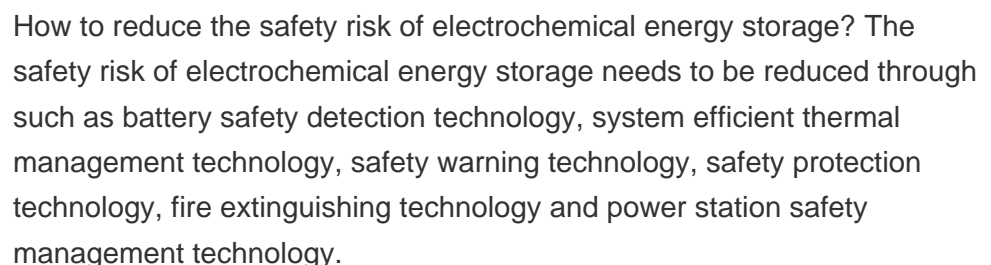 How to reduce the safety risk of electrochemical energy storage? The
safety risk of electrochemical energy storage needs to be reduced through
such as battery safety detection technology, system efficient thermal
management technology, safety warning technology, safety protection
technology, fire extinguishing technology and power station safety
management technology.